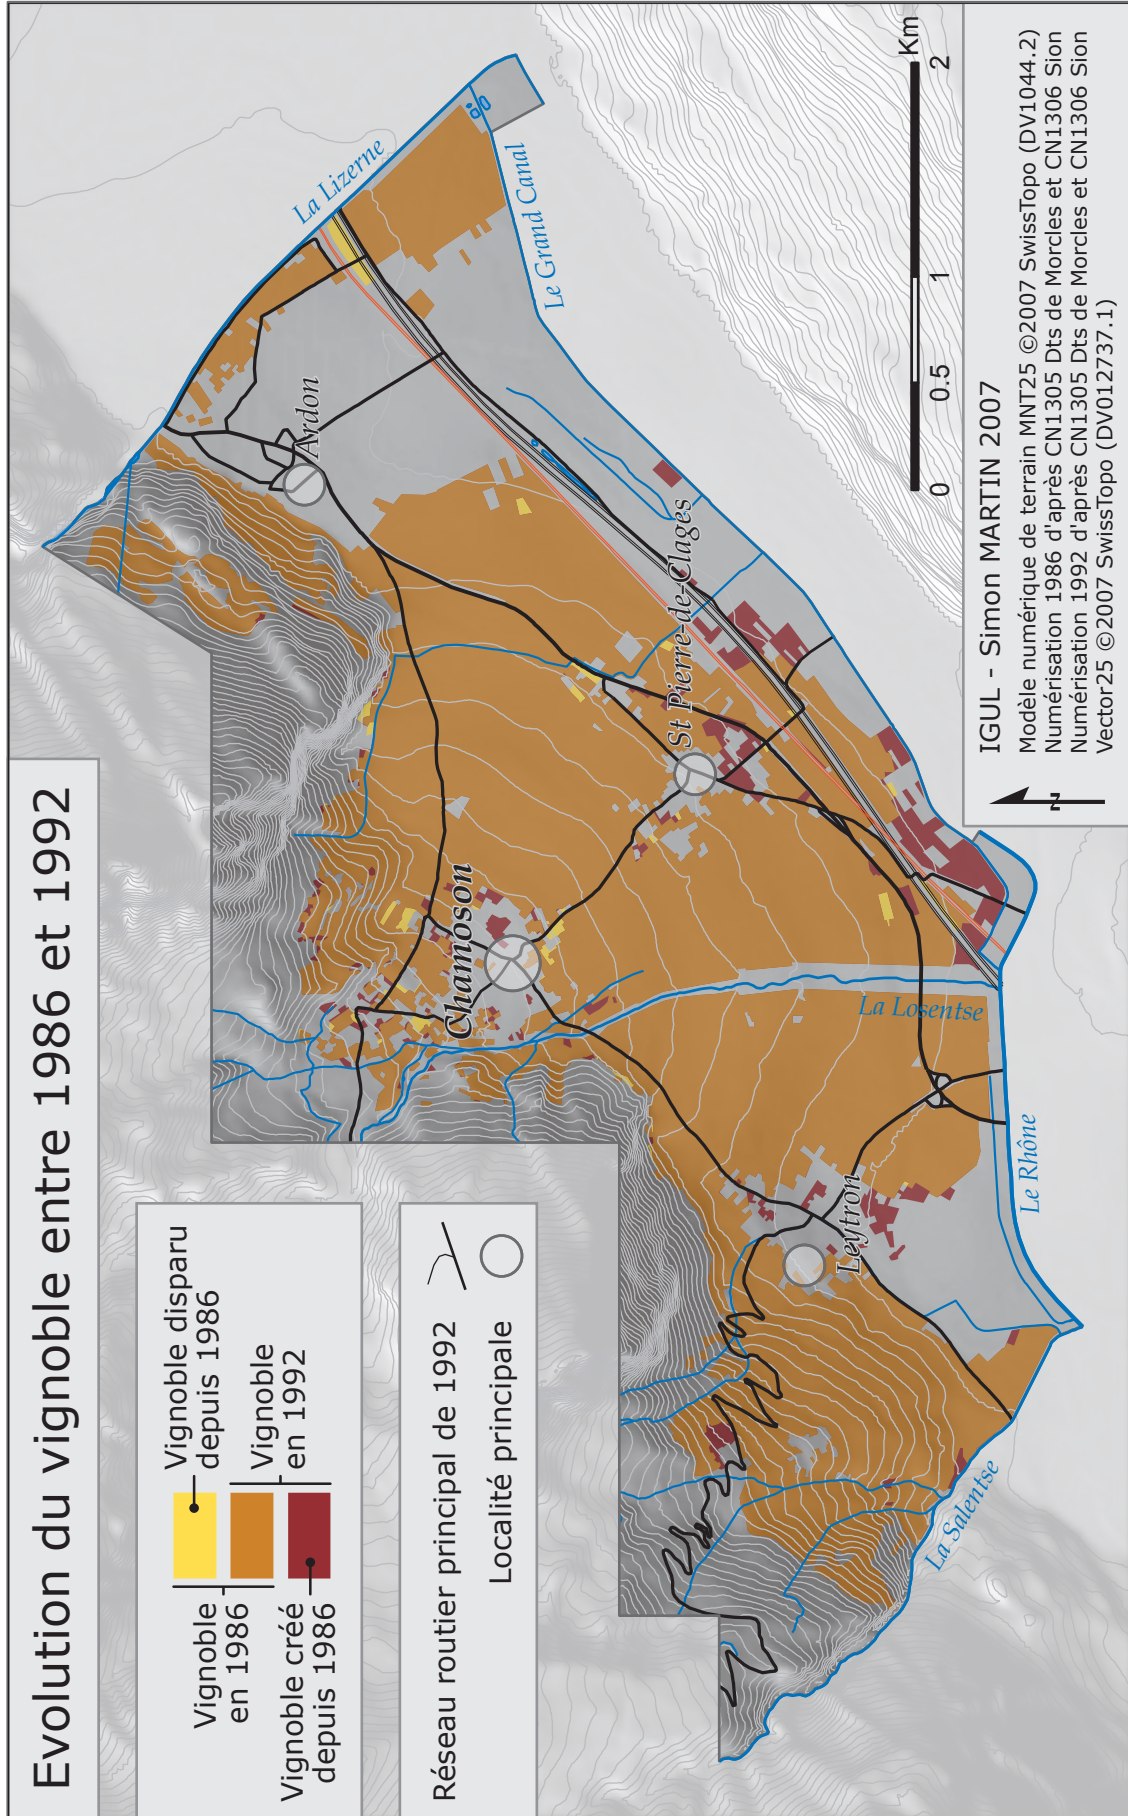 Evolution du vignoble entre 1986 et 1992
Vignoble
en 1986
Vignoble disparu
depuis 1986
Vignoble créé
depuis 1986
Vignoble
en 1992
Réseau routier principal de 1992
Localité principale
La Lizerne
Ardon
Le Grand Canal
Chamoson
St Pierre-de-Clages
La Losentse
Leytron
Le Rhône
La Salentse
0
0.5
1
2
Km
N
IGUL - Simon MARTIN 2007
Modèle numérique de terrain MNT25 ©2007 SwissTopo (DV1044.2)
Numérisation 1986 d'après CN1305 Dts de Morcles et CN1306 Sion
Numérisation 1992 d'après CN1305 Dts de Morcles et CN1306 Sion
Vector25 ©2007 SwissTopo (DV012737.1)